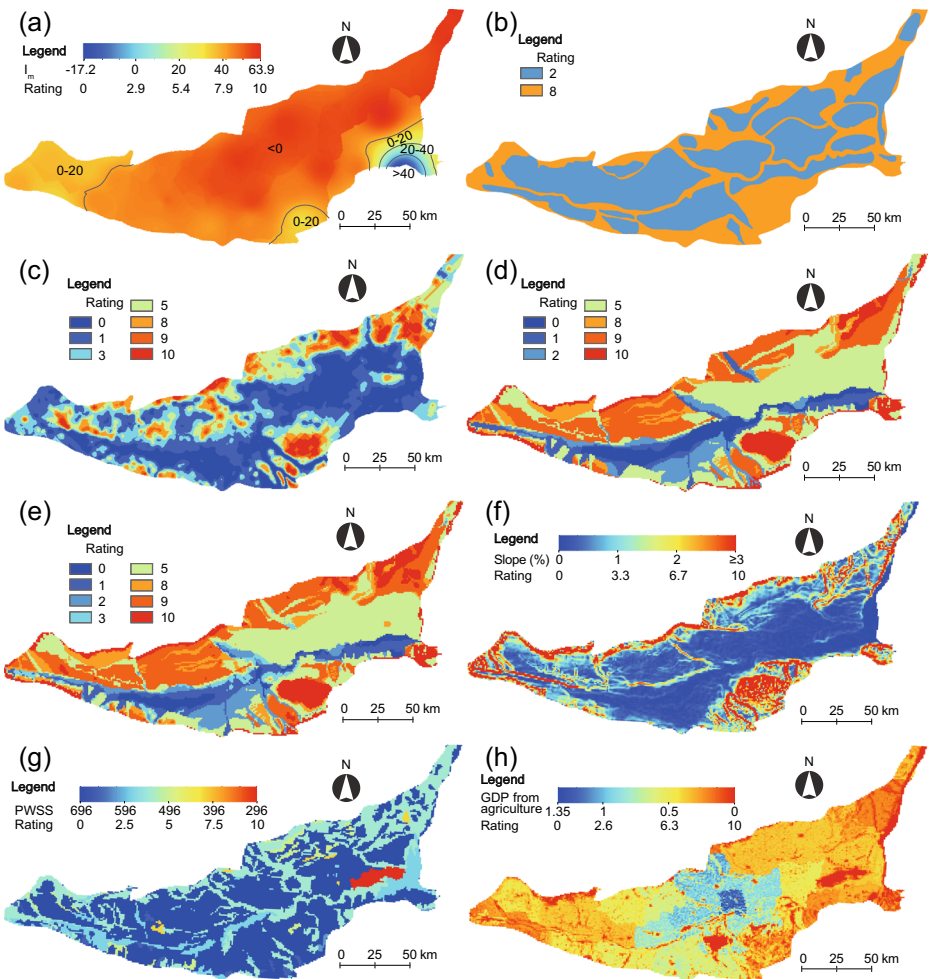 (a)
N
Legend
I_m -17.2 0 20 40 63.9
Rating 0 2.9 5.4 7.9 10
0-20
<0
0-20
20-40
>40
0-20
0 25 50 km
(b)
N
Legend
Rating
2
8
0 25 50 km
(c)
N
Legend
Rating
0
1
3
5
8
9
10
0 25 50 km
(d)
N
Legend
Rating
0
1
2
5
8
9
10
0 25 50 km
(e)
N
Legend
Rating
0
1
2
3
5
8
9
10
0 25 50 km
(f)
N
Legend
Slope (%) 0 1 2 ≥3
Rating 0 3.3 6.7 10
0 25 50 km
(g)
N
Legend
PWSS 696 596 496 396 296
Rating 0 2.5 5 7.5 10
0 25 50 km
(h)
N
Legend
GDP from
agriculture
1.35 1 0.5 0
Rating 0 2.6 6.3 10
0 25 50 km